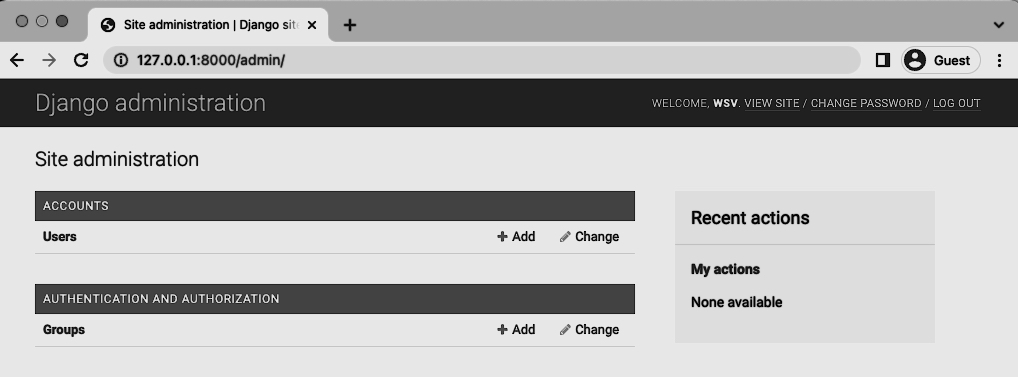 Site administration | Django sit
127.0.0.1:8000/admin/
Guest
Django administration
WELCOME, WSV. VIEW SITE / CHANGE PASSWORD / LOG OUT
Site administration
ACCOUNTS
Users Add Change
AUTHENTICATION AND AUTHORIZATION
Groups Add Change
Recent actions
My actions
None available